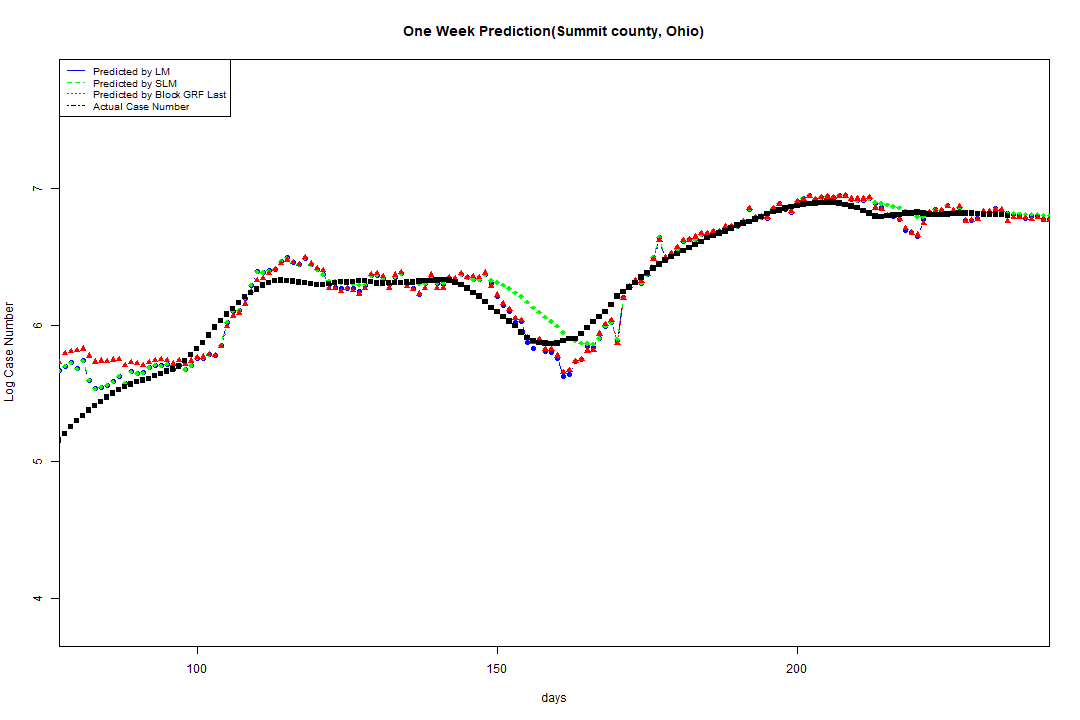 One Week Prediction(Summit county, Ohio)
Predicted by LM
Predicted by SLM
Predicted by Block GRF Last
Actual Case Number
7
6
5
4
Log Case Number
100 150 200
days